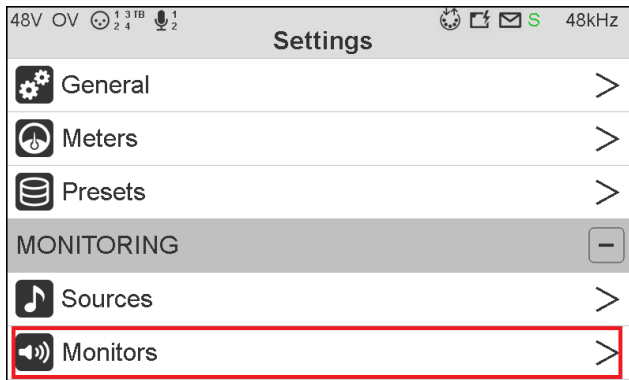 48V OV 1 3 TB 1 S 48kHz
2 4 2
Settings
General
Meters
Presets
MONITORING
Sources
Monitors